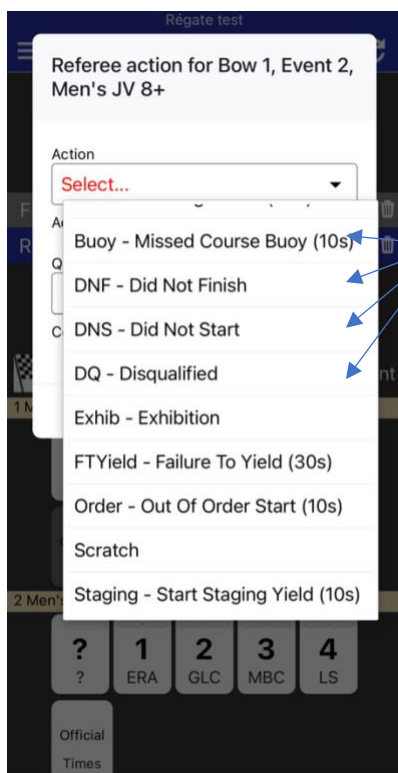 Régate test
Referee action for Bow 1, Event 2,
Men's JV 8+
Action
Select...
Buoy - Missed Course Buoy (10s)
DNF - Did Not Finish
DNS - Did Not Start
DQ - Disqualified
Exhib - Exhibition
FTYield - Failure To Yield (30s)
Order - Out Of Order Start (10s)
Scratch
Staging - Start Staging Yield (10s)
2 Men's
? 1 2 3 4
? ERA GLC MBC LS
Official
Times